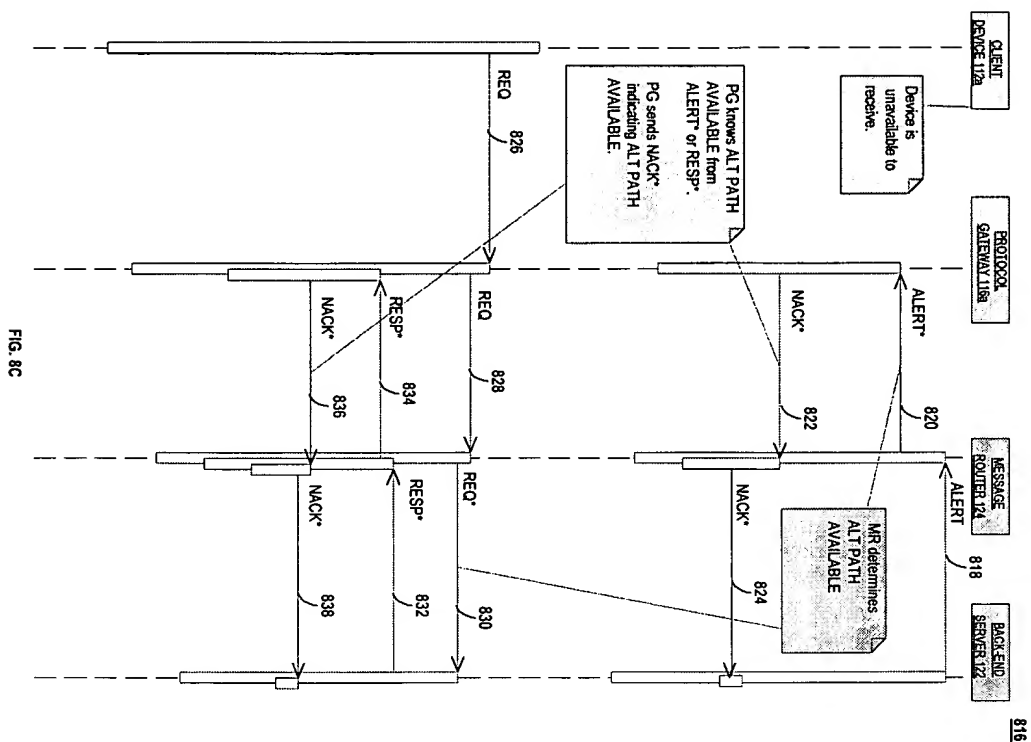 816
CLIENT
DEVICE 112a
PROTOCOL
GATEWAY 116a
MESSAGE
ROUTER 124
BACK-END
SERVER 122
Device is
unavailable to
receive.
ALERT
818
ALERT*
820
MR determines
ALT PATH
AVAILABLE
NACK*
822
NACK*
824
PG knows ALT PATH
AVAILABLE from
ALERT* or RESP*.
PG sends NACK*
indicating ALT PATH
AVAILABLE.
REQ
826
REQ
828
REQ*
830
RESP*
832
RESP*
834
NACK*
836
NACK*
838
FIG. 8C